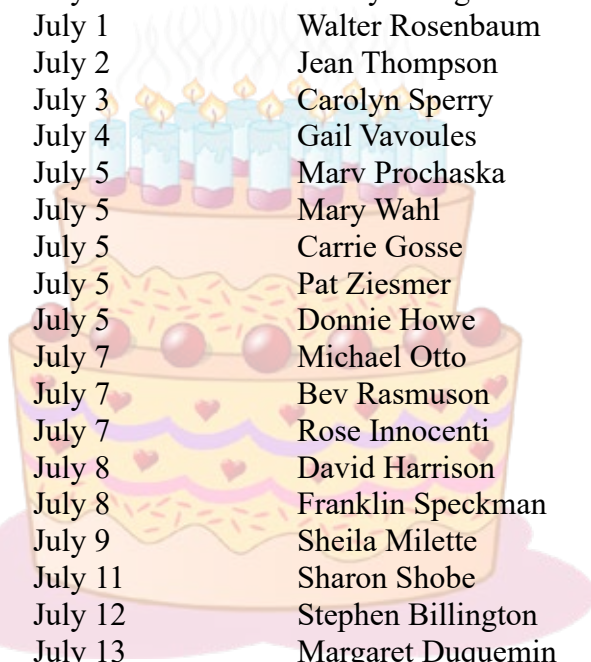 July 1 Walter Rosenbaum
July 2 Jean Thompson
July 3 Carolyn Sperry
July 4 Gail Vavoules
July 5 Marv Prochaska
July 5 Mary Wahl
July 5 Carrie Gosse
July 5 Pat Ziesmer
July 5 Donnie Howe
July 7 Michael Otto
July 7 Bev Rasmuson
July 7 Rose Innocenti
July 8 David Harrison
July 8 Franklin Speckman
July 9 Sheila Milette
July 11 Sharon Shobe
July 12 Stephen Billington
July 13 Margaret Duquemin